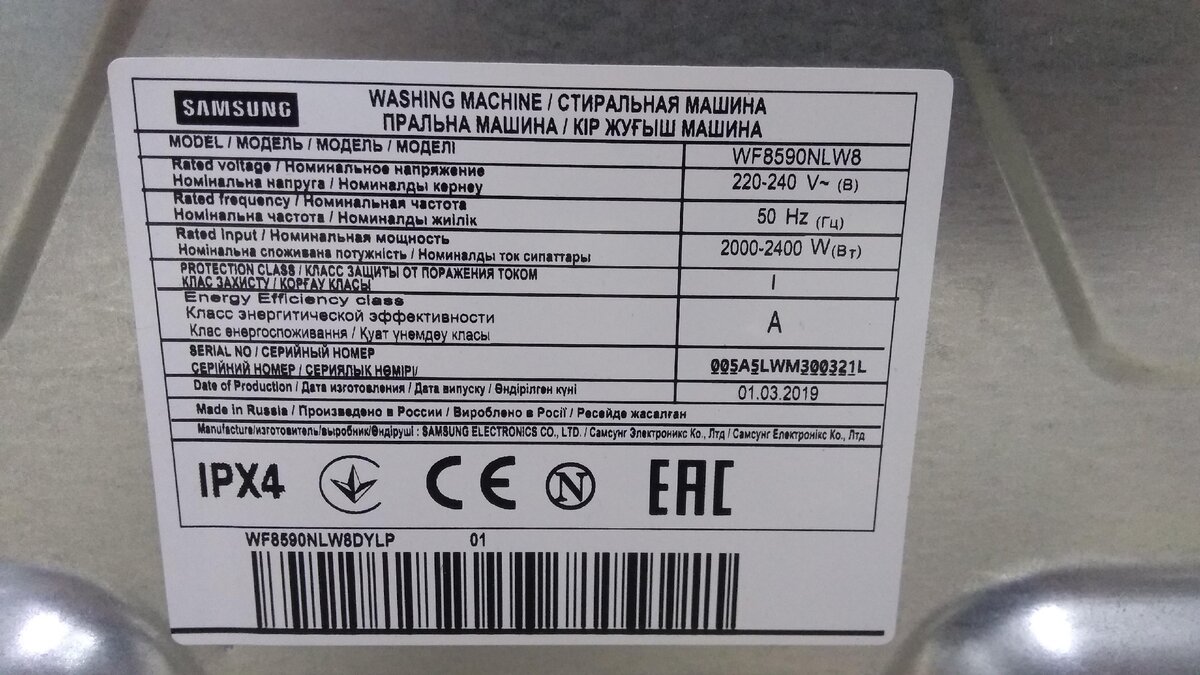 SAMSUNG
WASHING MACHINE / СТИРАЛЬНАЯ МАШИНА
ПРАЛЬНА МАШИНА / КІР ЖУҒЫШ МАШИНА
MODEL / МОДЕЛЬ / МОДЕЛЬ / МОДЕЛІ
WF8590NLW8
Rated voltage / Номинальное напряжение
Номінальна напруга / Номиналды кернеу
220-240 V~ (В)
Rated frequency / Номинальная частота
Номінальна частота / Номиналды жиілік
50 Hz (Гц)
Rated Input / Номинальная мощность
Номінальна споживана потужність / Номиналды ток сипаттары
2000-2400 W(Вт)
PROTECTION CLASS / КЛАСС ЗАЩИТЫ ОТ ПОРАЖЕНИЯ ТОКОМ
КЛАС ЗАХИСТУ / ҚОРҒАУ КЛАСЫ
I
Energy Efficiency class
Класс энергитической эффективности
Клас енергоспоживання / Қуат үнемдеу класы
A
SERIAL NO / СЕРИЙНЫЙ НОМЕР
СЕРІЙНИЙ НОМЕР / СЕРИЯЛЫҚ НӨМІРІ/
005A5LWM300321L
Date of Production / Дата изготовления / Дата випуску / Өндірілген күні
01.03.2019
Made in Russia / Произведено в России / Вироблено в Росії / Ресейде жасалған
Manufacture/изготовитель/выробник/Өндіруші : SAMSUNG ELECTRONICS CO., LTD. / Самсунг Электроникс Ко., Лтд / Самсунг Електронікс Ко., Лтд
IPX4
CE
N
EAC
WF8590NLW8DYLP 01